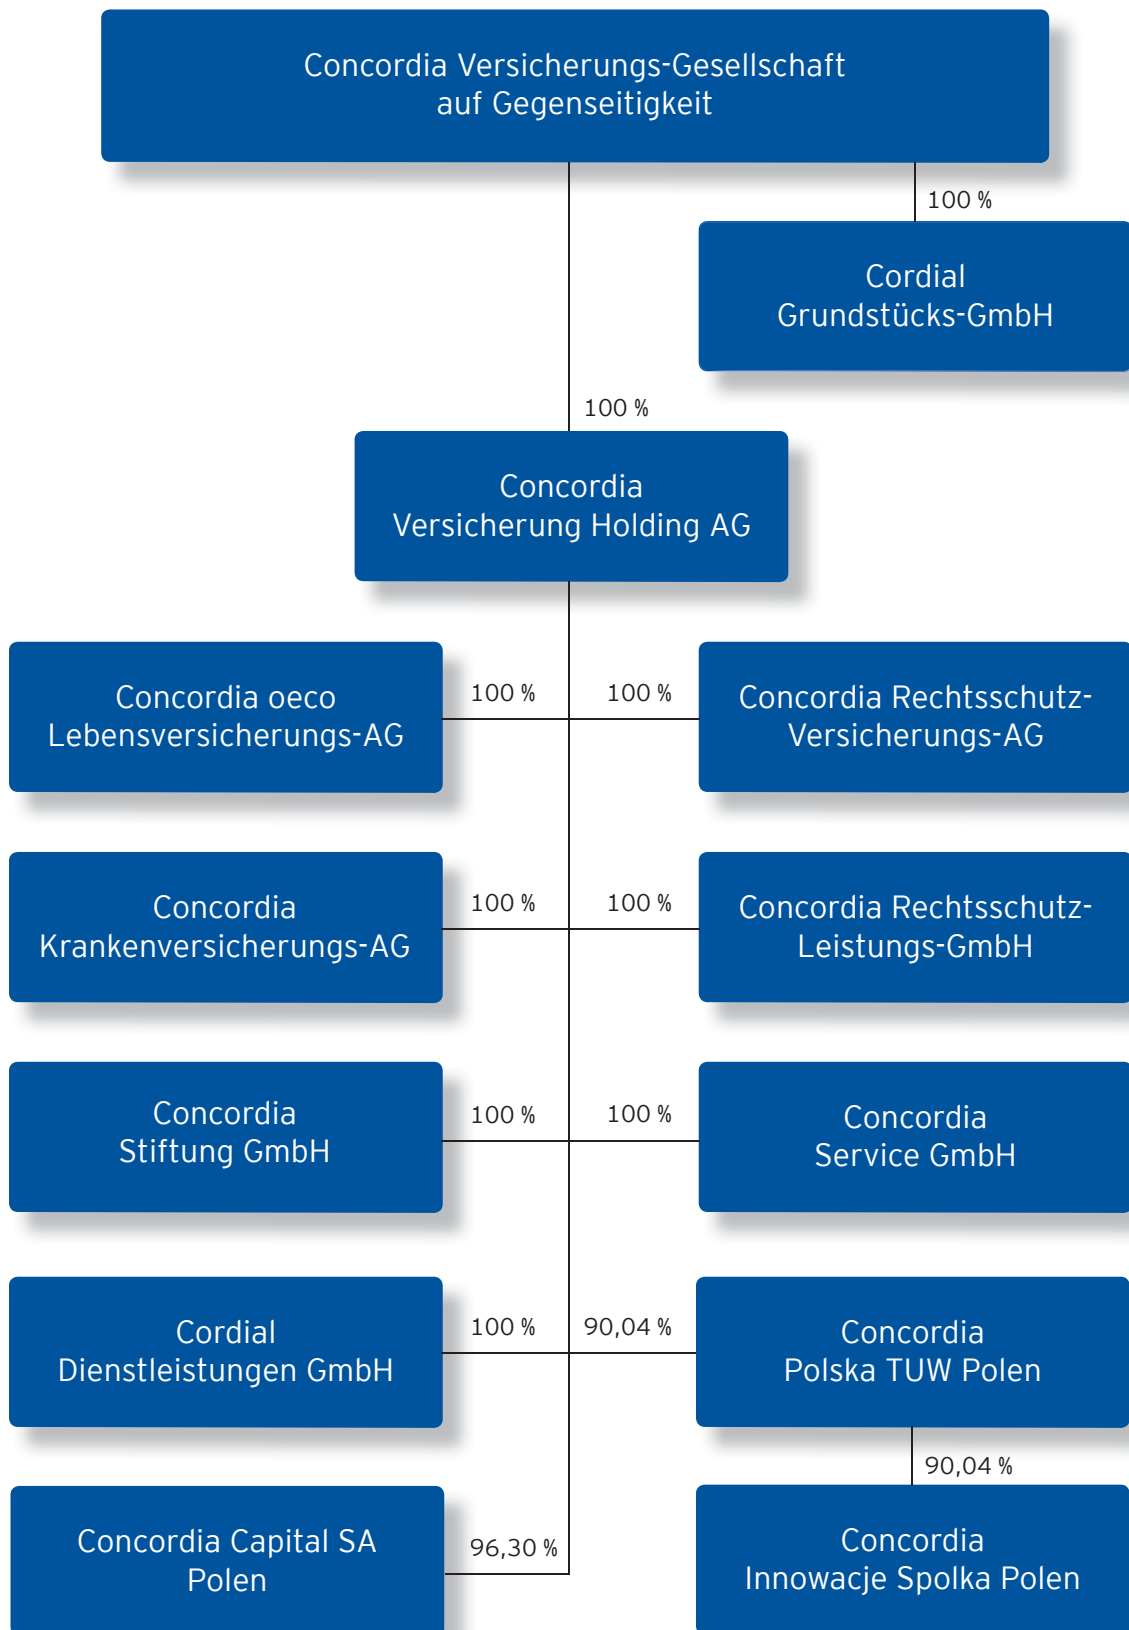 Concordia Versicherungs-Gesellschaft
auf Gegenseitigkeit
100 %
Cordial
Grundstücks-GmbH
100 %
Concordia
Versicherung Holding AG
Concordia oeco
Lebensversicherungs-AG
100 %
100 %
Concordia Rechtsschutz-
Versicherungs-AG
Concordia
Krankenversicherungs-AG
100 %
100 %
Concordia Rechtsschutz-
Leistungs-GmbH
Concordia
Stiftung GmbH
100 %
100 %
Concordia
Service GmbH
Cordial
Dienstleistungen GmbH
100 %
90,04 %
Concordia
Polska TUW Polen
90,04 %
Concordia Capital SA
Polen
96,30 %
Concordia
Innowacje Spolka Polen